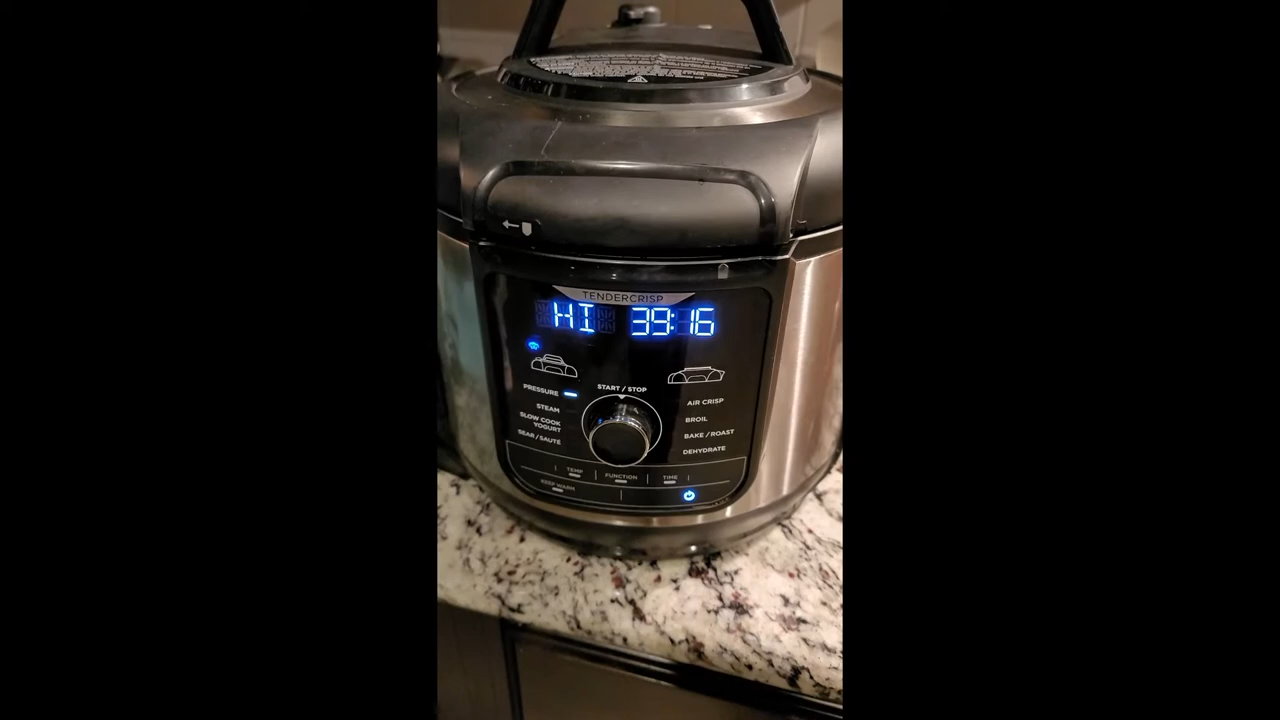 TENDERCRISP
HI 39:16
PRESSURE
STEAM
SLOW COOK
YOGURT
SEAR/SAUTÉ
START / STOP
AIR CRISP
BROIL
BAKE/ROAST
DEHYDRATE
TEMP
FUNCTION
TIME
KEEP WARM